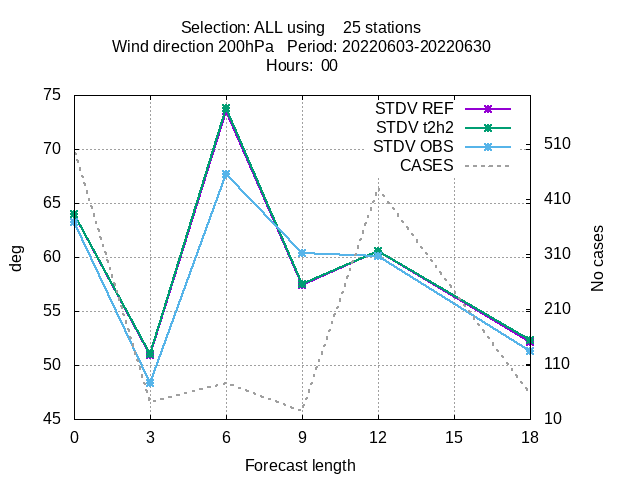 Selection: ALL using    25 stations
Wind direction 200hPa   Period: 20220603-20220630
Hours:  00
STDV REF
STDV t2h2
STDV OBS
CASES
75
70
65
60
55
50
45
deg
510
410
310
210
110
10
No cases
0 3 6 9 12 15 18
Forecast length